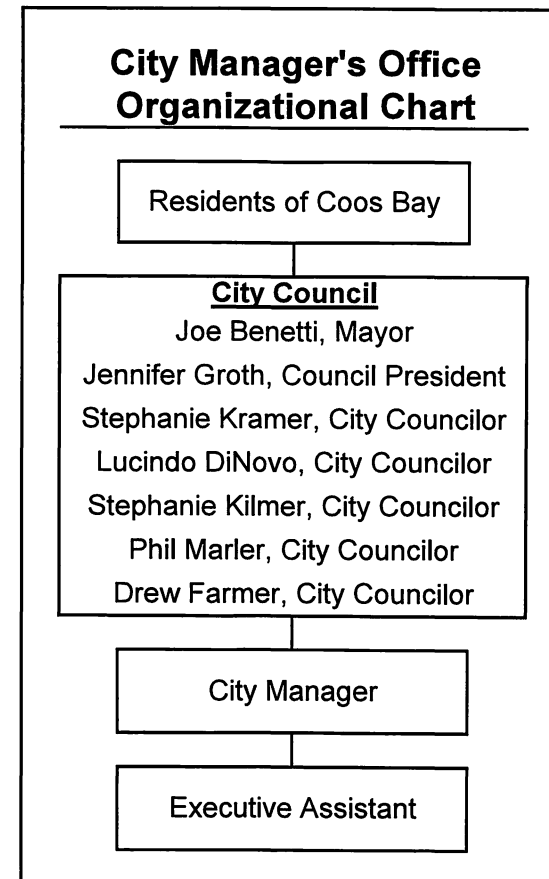 City Manager's Office
Organizational Chart
Residents of Coos Bay
City Council
Joe Benetti, Mayor
Jennifer Groth, Council President
Stephanie Kramer, City Councilor
Lucindo DiNovo, City Councilor
Stephanie Kilmer, City Councilor
Phil Marler, City Councilor
Drew Farmer, City Councilor
City Manager
Executive Assistant